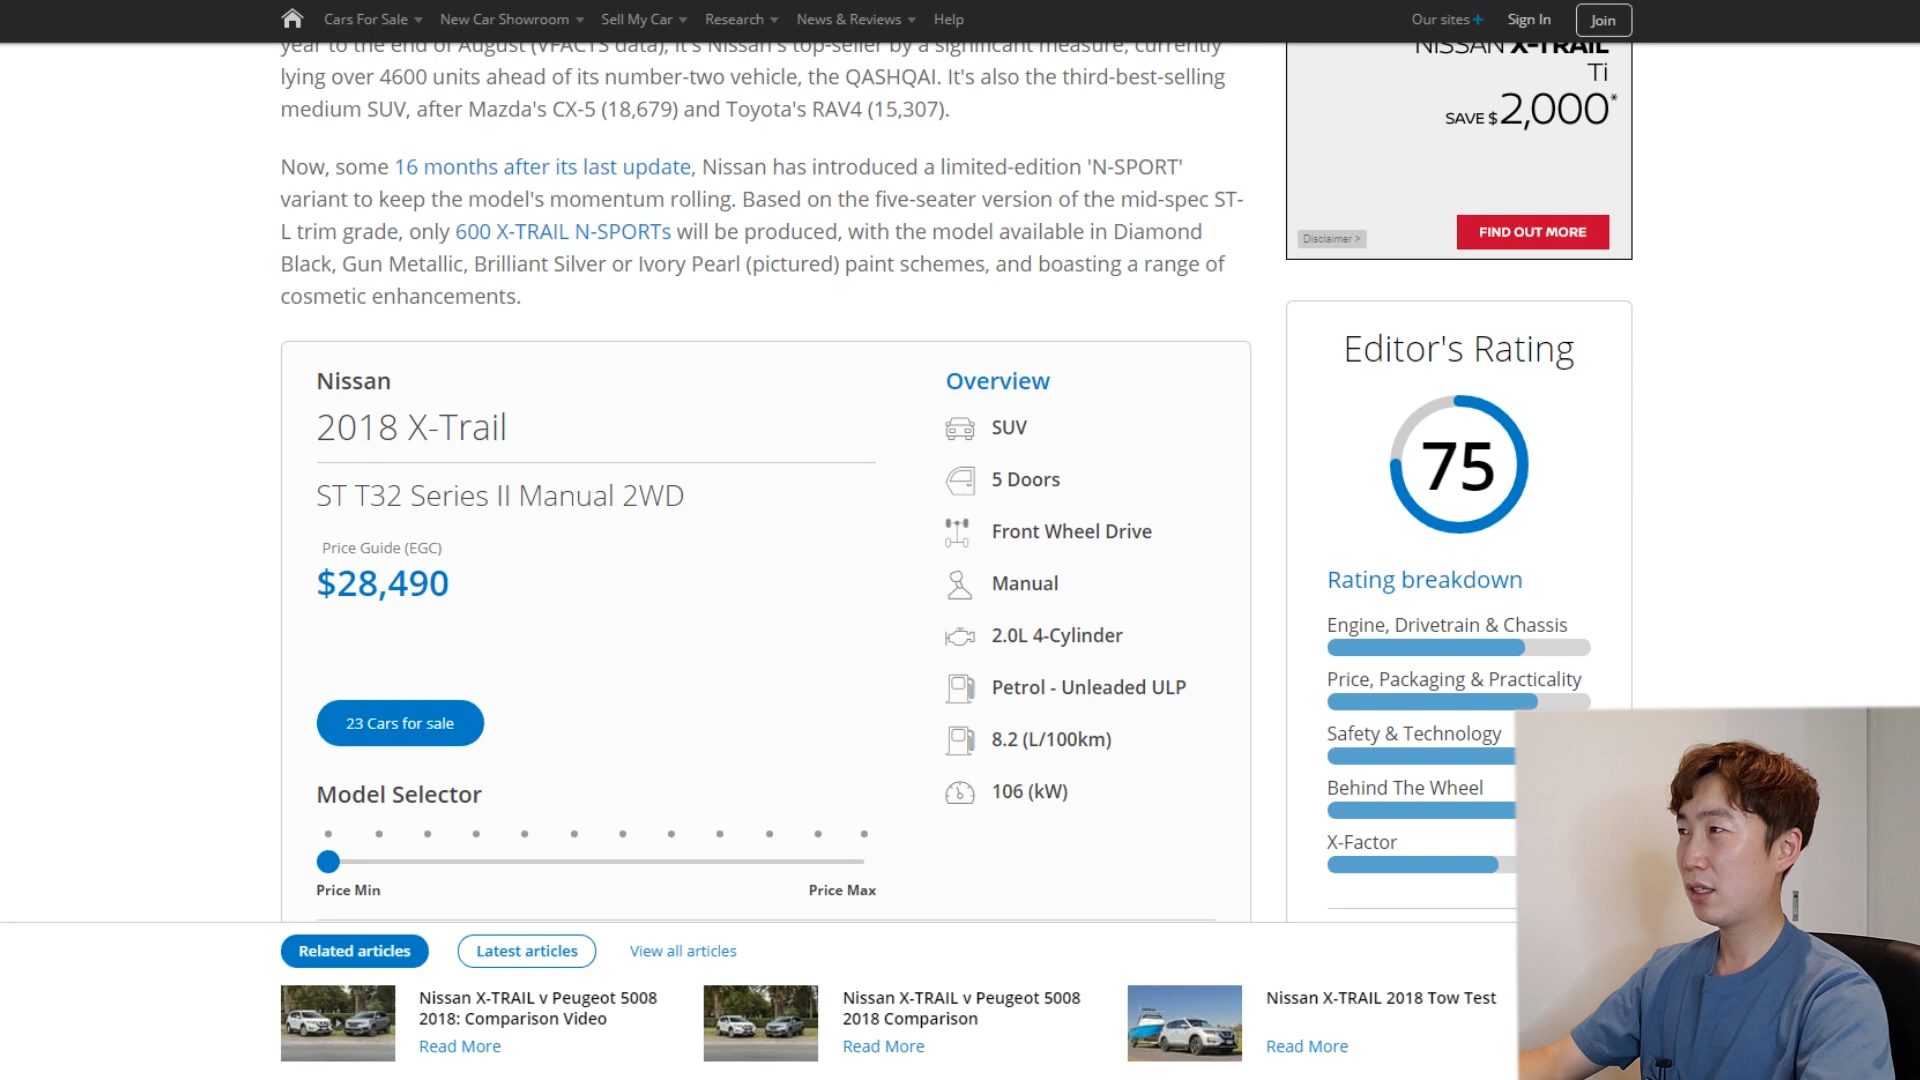 Cars For Sale
New Car Showroom
Sell My Car
Research
News & Reviews
Help
Our sites+
Sign In
Join
year to the end of August (VFACTS data), it's Nissan's top-seller by a significant measure, currently
lying over 4600 units ahead of its number-two vehicle, the QASHQAI. It's also the third-best-selling
medium SUV, after Mazda's CX-5 (18,679) and Toyota's RAV4 (15,307).
Now, some 16 months after its last update, Nissan has introduced a limited-edition 'N-SPORT'
variant to keep the model's momentum rolling. Based on the five-seater version of the mid-spec ST-
L trim grade, only 600 X-TRAIL N-SPORTs will be produced, with the model available in Diamond
Black, Gun Metallic, Brilliant Silver or Ivory Pearl (pictured) paint schemes, and boasting a range of
cosmetic enhancements.
NISSAN X-TRAIL
Ti
SAVE $2,000*
Disclaimer >
FIND OUT MORE
Nissan
2018 X-Trail
ST T32 Series II Manual 2WD
Price Guide (EGC)
$28,490
23 Cars for sale
Model Selector
Price Min
Price Max
Overview
SUV
5 Doors
Front Wheel Drive
Manual
2.0L 4-Cylinder
Petrol - Unleaded ULP
8.2 (L/100km)
106 (kW)
Editor's Rating
75
Rating breakdown
Engine, Drivetrain & Chassis
Price, Packaging & Practicality
Safety & Technology
Behind The Wheel
X-Factor
Related articles
Latest articles
View all articles
Nissan X-TRAIL v Peugeot 5008
2018: Comparison Video
Read More
Nissan X-TRAIL v Peugeot 5008
2018 Comparison
Read More
Nissan X-TRAIL 2018 Tow Test
Read More